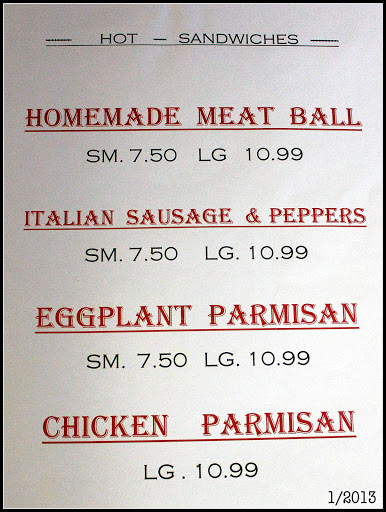 HOT - SANDWICHES
HOMEMADE MEAT BALL
SM. 7.50 LG 10.99
ITALIAN SAUSAGE & PEPPERS
SM. 7.50 LG. 10.99
EGGPLANT PARMISAN
SM. 7.50 LG. 10.99
CHICKEN PARMISAN
LG . 10.99
1/2013